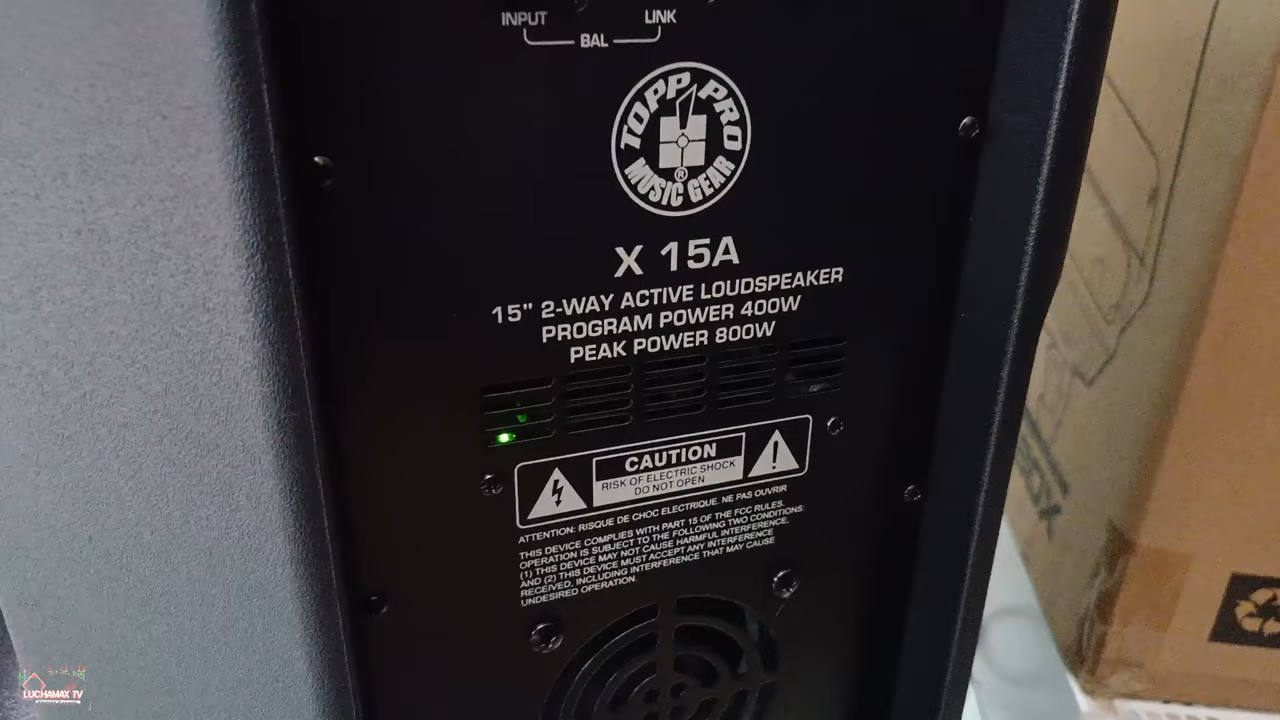 INPUT LINK
BAL
TOPP PRO
MUSIC GEAR
®
X 15A
15" 2-WAY ACTIVE LOUDSPEAKER
PROGRAM POWER 400W
PEAK POWER 800W
CAUTION
RISK OF ELECTRIC SHOCK
DO NOT OPEN
ATTENTION: RISQUE DE CHOC ELECTRIQUE. NE PAS OUVRIR
THIS DEVICE COMPLIES WITH PART 15 OF THE FCC RULES.
OPERATION IS SUBJECT TO THE FOLLOWING TWO CONDITIONS:
(1) THIS DEVICE MAY NOT CAUSE HARMFUL INTERFERENCE,
AND (2) THIS DEVICE MUST ACCEPT ANY INTERFERENCE
RECEIVED, INCLUDING INTERFERENCE THAT MAY CAUSE
UNDESIRED OPERATION.
LUCHAMAX TV